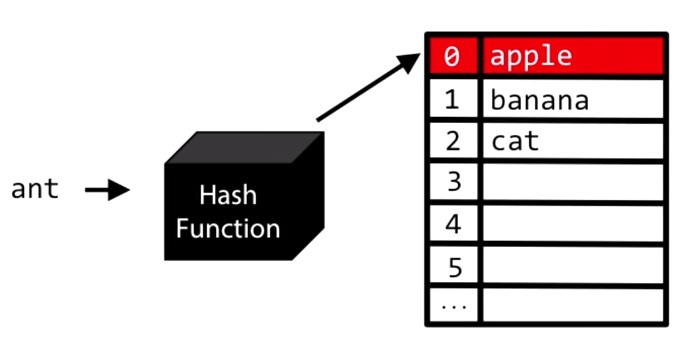 ant
Hash
Function
0 apple
1 banana
2 cat
3
4
5
...